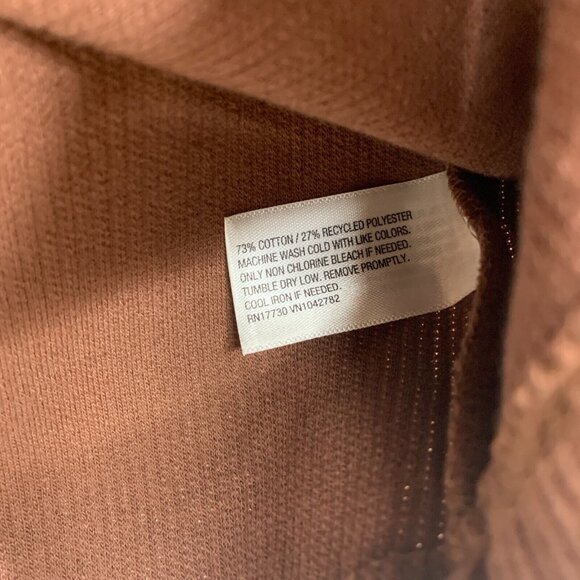 73% COTTON / 27% RECYCLED POLYESTER
MACHINE WASH COLD WITH LIKE COLORS.
ONLY NON CHLORINE BLEACH IF NEEDED.
TUMBLE DRY LOW. REMOVE PROMPTLY.
COOL IRON IF NEEDED.
RN17730 VN1042782